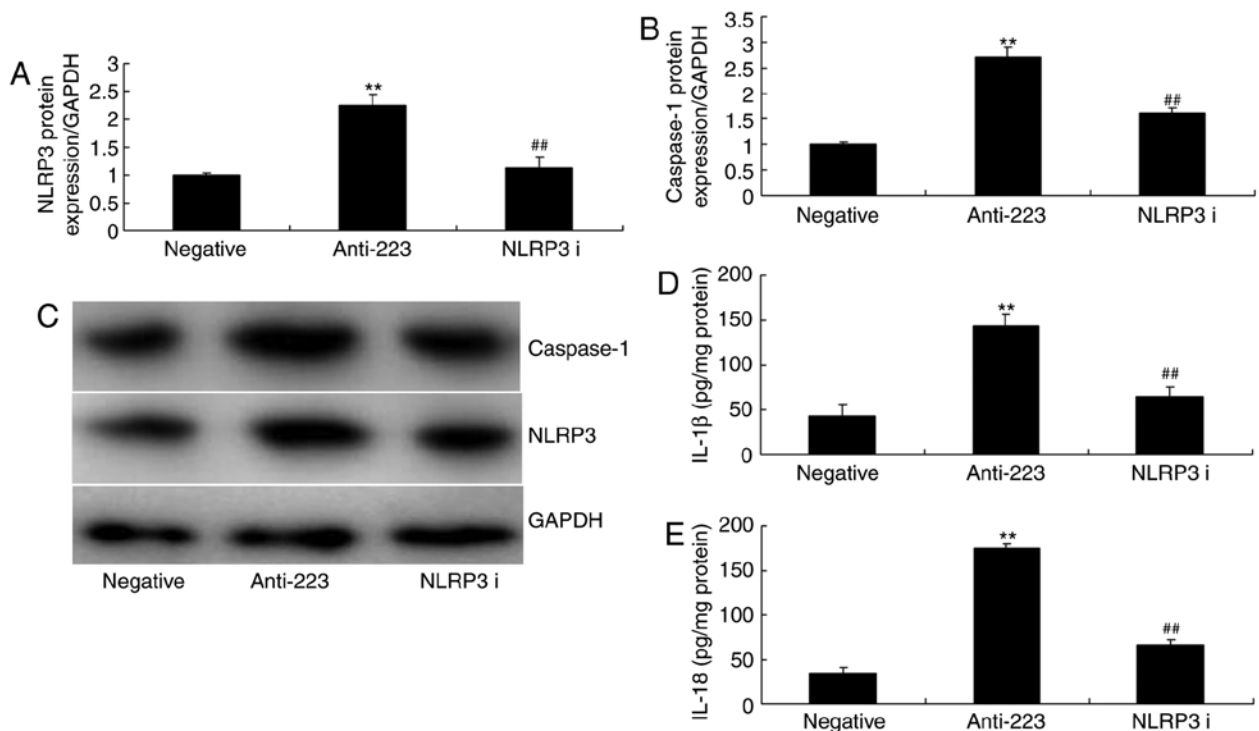 A
NLRP3 protein
expression/GAPDH
3
2.5
2
1.5
1
0.5
0
**
##
Negative
Anti-223
NLRP3 i
B
Caspase-1 protein
expression/GAPDH
3.5
3
2.5
2
1.5
1
0.5
0
**
##
Negative
Anti-223
NLRP3 i
C
Caspase-1
NLRP3
GAPDH
Negative
Anti-223
NLRP3 i
D
IL-1β (pg/mg protein)
200
150
100
50
0
**
##
Negative
Anti-223
NLRP3 i
E
IL-18 (pg/mg protein)
200
150
100
50
0
**
##
Negative
Anti-223
NLRP3 i